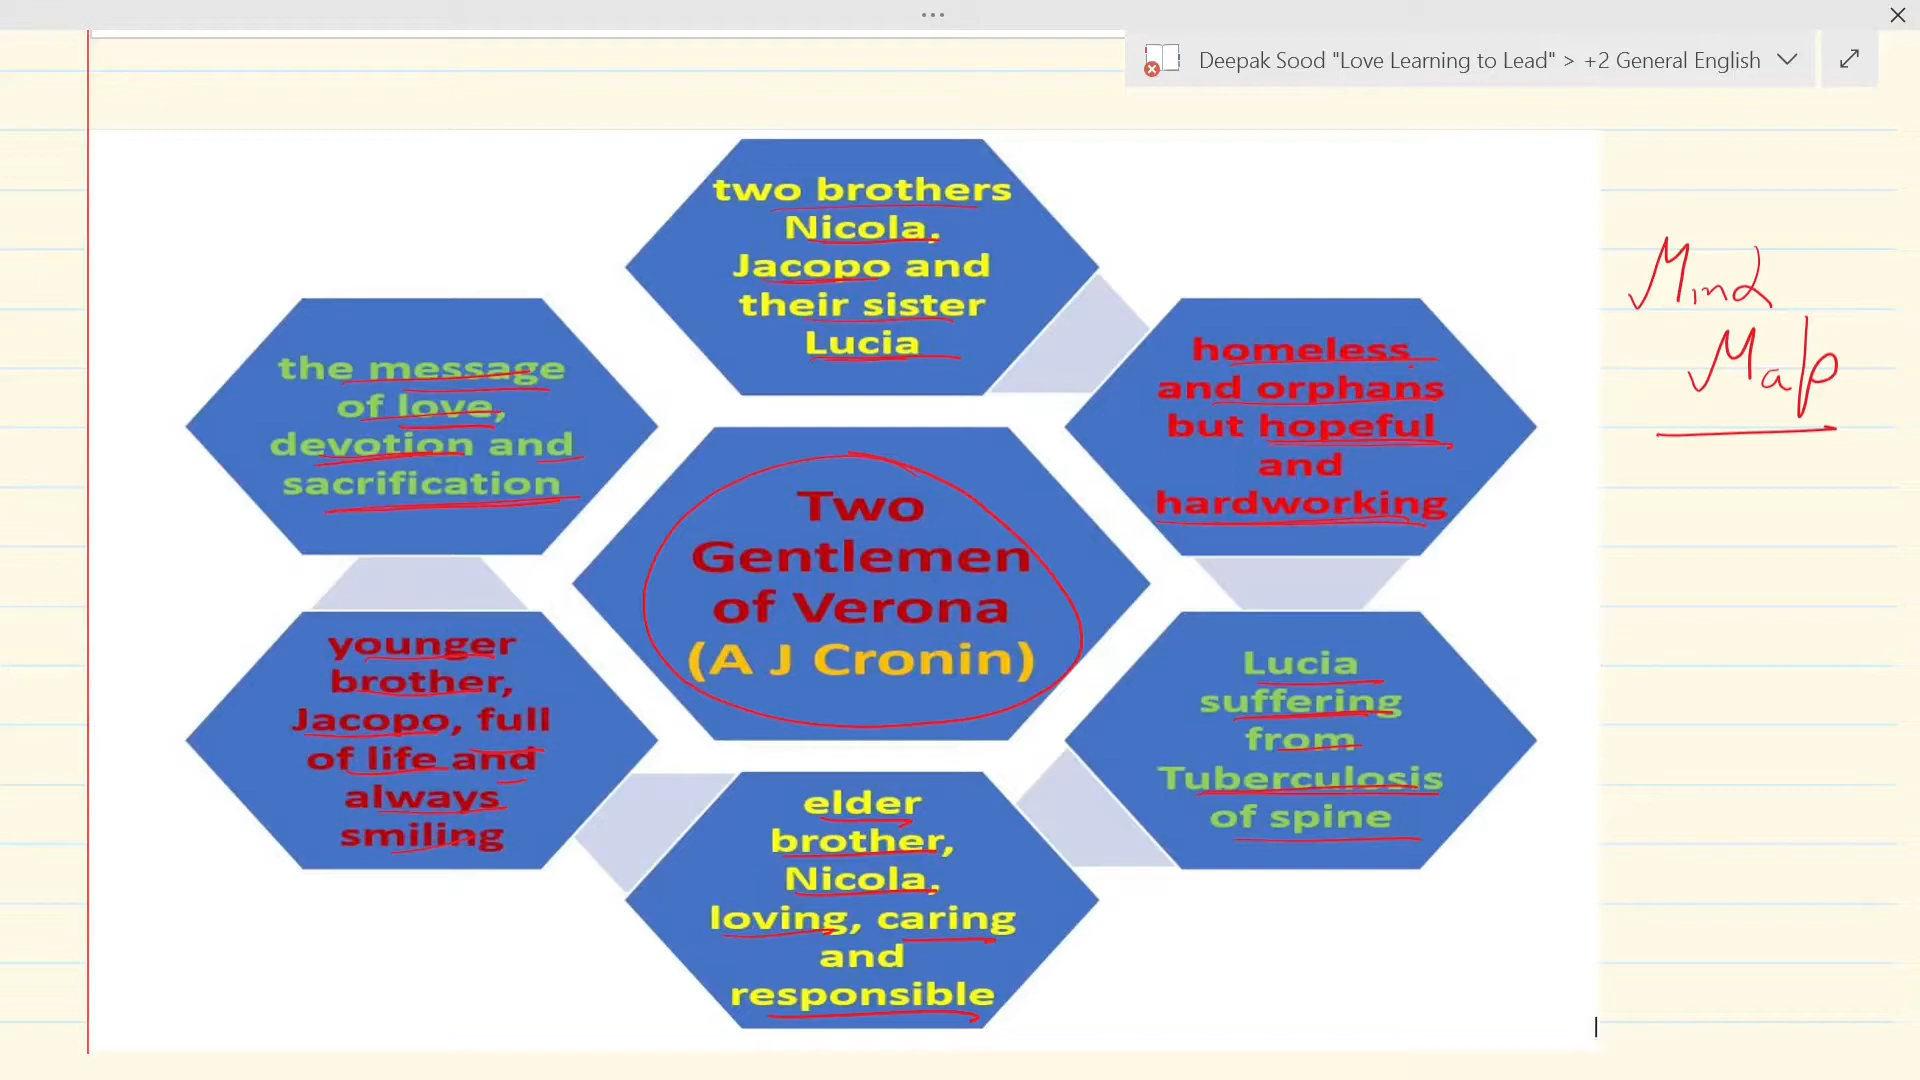 Deepak Sood "Love Learning to Lead" > +2 General English
two brothers
Nicola,
Jacopo and
their sister
Lucia
homeless
and orphans
but hopeful
and
hardworking
Lucia
suffering
from
Tuberculosis
of spine
elder
brother,
Nicola,
loving, caring
and
responsible
younger
brother,
Jacopo, full
of life and
always
smiling
the message
of love,
devotion and
sacrification
Two
Gentlemen
of Verona
(A J Cronin)
Mind
Map